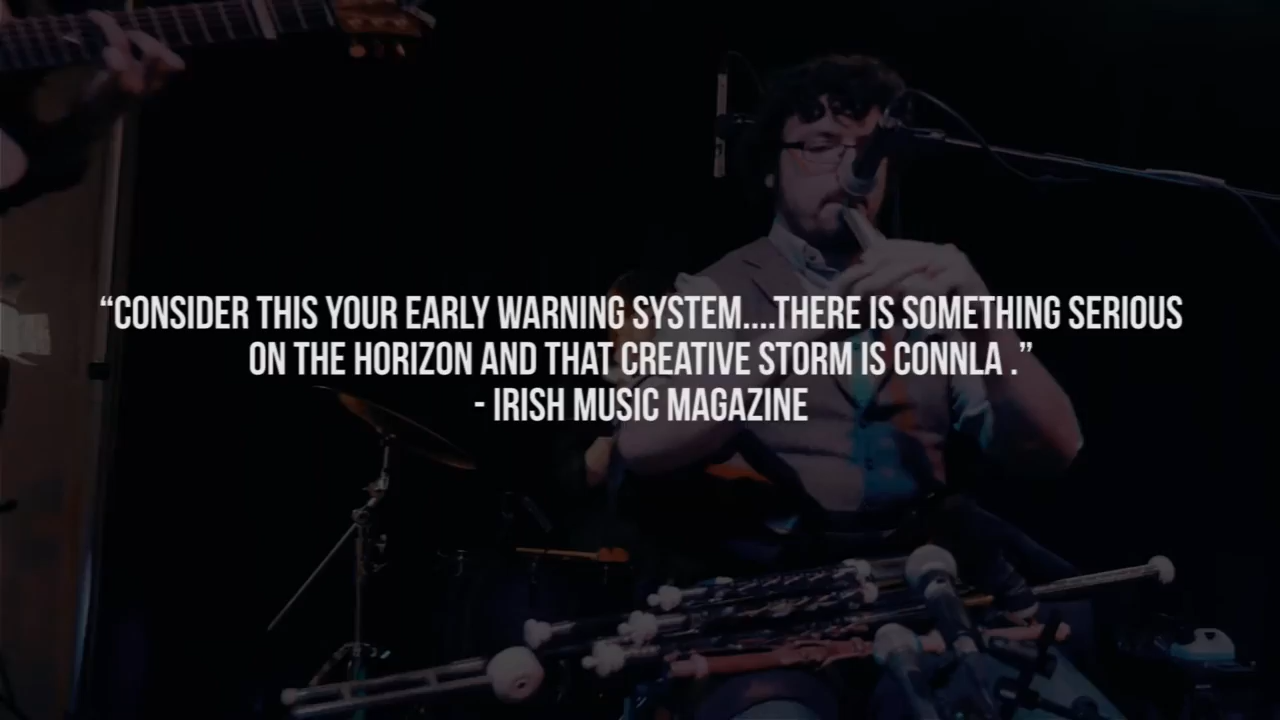 “CONSIDER THIS YOUR EARLY WARNING SYSTEM....THERE IS SOMETHING SERIOUS
ON THE HORIZON AND THAT CREATIVE STORM IS CONNLA .”
- IRISH MUSIC MAGAZINE